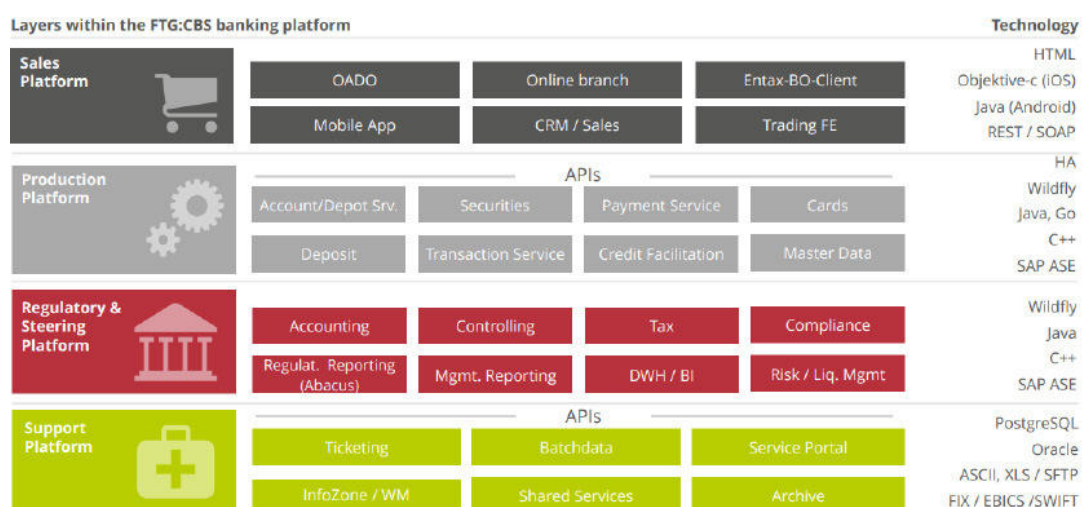 Layers within the FTG:CBS banking platform
Technology
Sales
Platform
OADO
Online branch
Entax-BO-Client
Mobile App
CRM / Sales
Trading FE
HTML
Objektive-c (iOS)
Java (Android)
REST / SOAP
Production
Platform
APIs
Account/Depot Srv.
Securities
Payment Service
Cards
Deposit
Transaction Service
Credit Facilitation
Master Data
HA
Wildfly
Java, Go
C++
SAP ASE
Regulatory &
Steering
Platform
Accounting
Controlling
Tax
Compliance
Regulat. Reporting
(Abacus)
Mgmt. Reporting
DWH / BI
Risk / Liq. Mgmt
Wildfly
Java
C++
SAP ASE
Support
Platform
APIs
Ticketing
Batchdata
Service Portal
InfoZone / WM
Shared Services
Archive
PostgreSQL
Oracle
ASCII, XLS / SFTP
FIX / EBICS /SWIFT